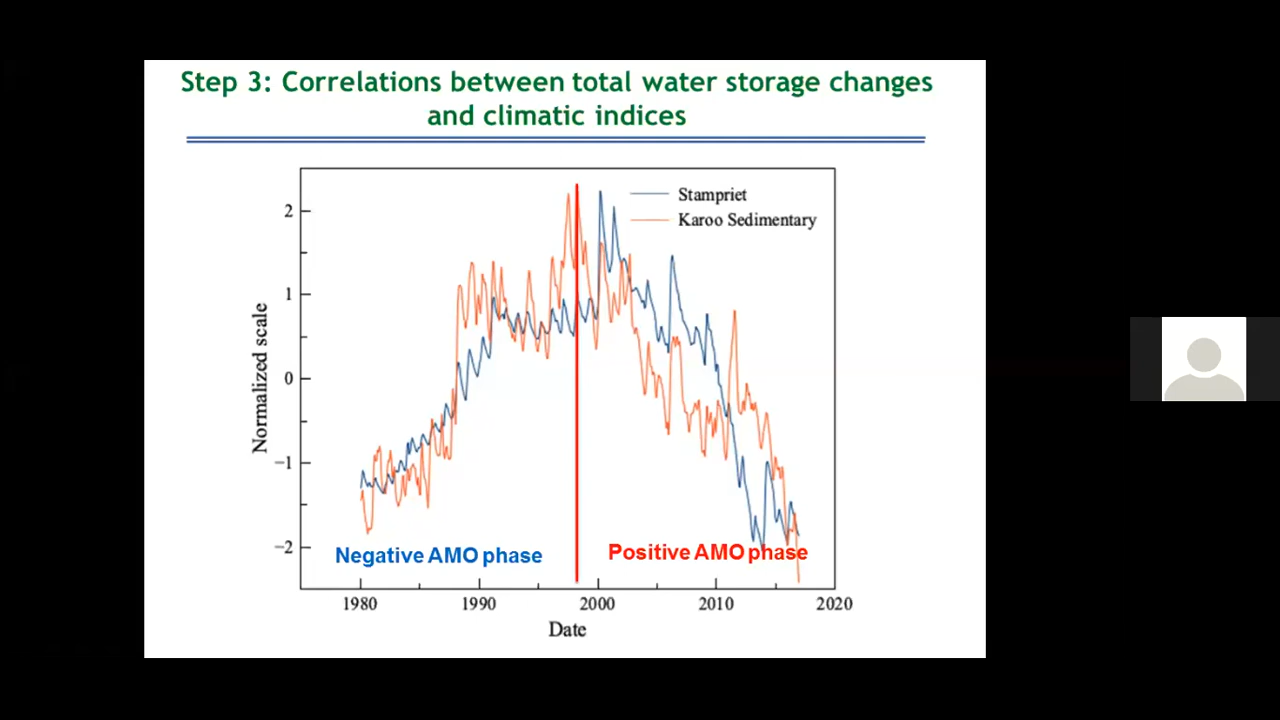 Step 3: Correlations between total water storage changes
and climatic indices
Stampriet
Karoo Sedimentary
2
1
0
−1
−2
Normalized scale
Negative AMO phase
Positive AMO phase
1980
1990
2000
2010
2020
Date